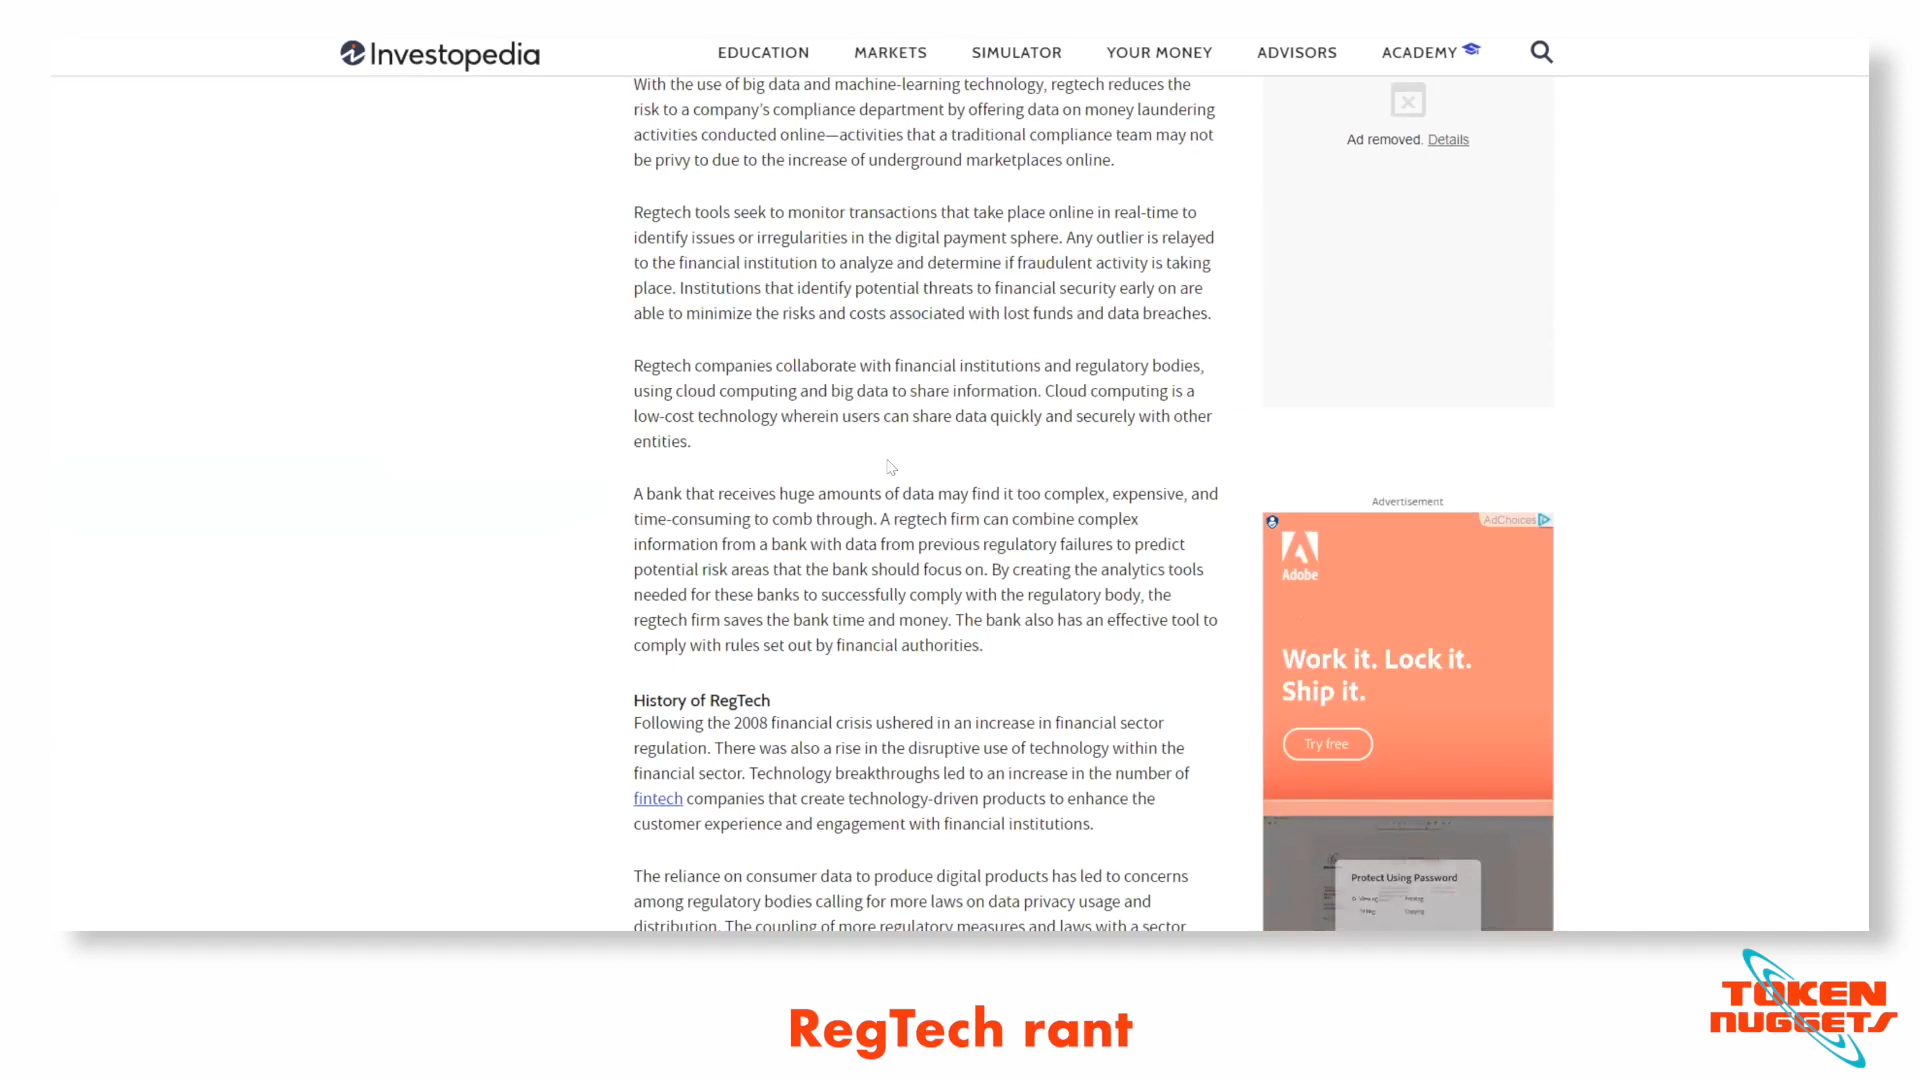 Investopedia
EDUCATION
MARKETS
SIMULATOR
YOUR MONEY
ADVISORS
ACADEMY
With the use of big data and machine-learning technology, regtech reduces the
risk to a company's compliance department by offering data on money laundering
activities conducted online—activities that a traditional compliance team may not
be privy to due to the increase of underground marketplaces online.
Regtech tools seek to monitor transactions that take place online in real-time to
identify issues or irregularities in the digital payment sphere. Any outlier is relayed
to the financial institution to analyze and determine if fraudulent activity is taking
place. Institutions that identify potential threats to financial security early on are
able to minimize the risks and costs associated with lost funds and data breaches.
Regtech companies collaborate with financial institutions and regulatory bodies,
using cloud computing and big data to share information. Cloud computing is a
low-cost technology wherein users can share data quickly and securely with other
entities.
A bank that receives huge amounts of data may find it too complex, expensive, and
time-consuming to comb through. A regtech firm can combine complex
information from a bank with data from previous regulatory failures to predict
potential risk areas that the bank should focus on. By creating the analytics tools
needed for these banks to successfully comply with the regulatory body, the
regtech firm saves the bank time and money. The bank also has an effective tool to
comply with rules set out by financial authorities.
History of RegTech
Following the 2008 financial crisis ushered in an increase in financial sector
regulation. There was also a rise in the disruptive use of technology within the
financial sector. Technology breakthroughs led to an increase in the number of
fintech companies that create technology-driven products to enhance the
customer experience and engagement with financial institutions.
The reliance on consumer data to produce digital products has led to concerns
among regulatory bodies calling for more laws on data privacy usage and
distribution. The coupling of more regulatory measures and laws with a sector
Ad removed. Details
Advertisement
AdChoices
Adobe
Work it. Lock it.
Ship it.
Try free
Protect Using Password
RegTech rant
TOKEN
NUGGETS